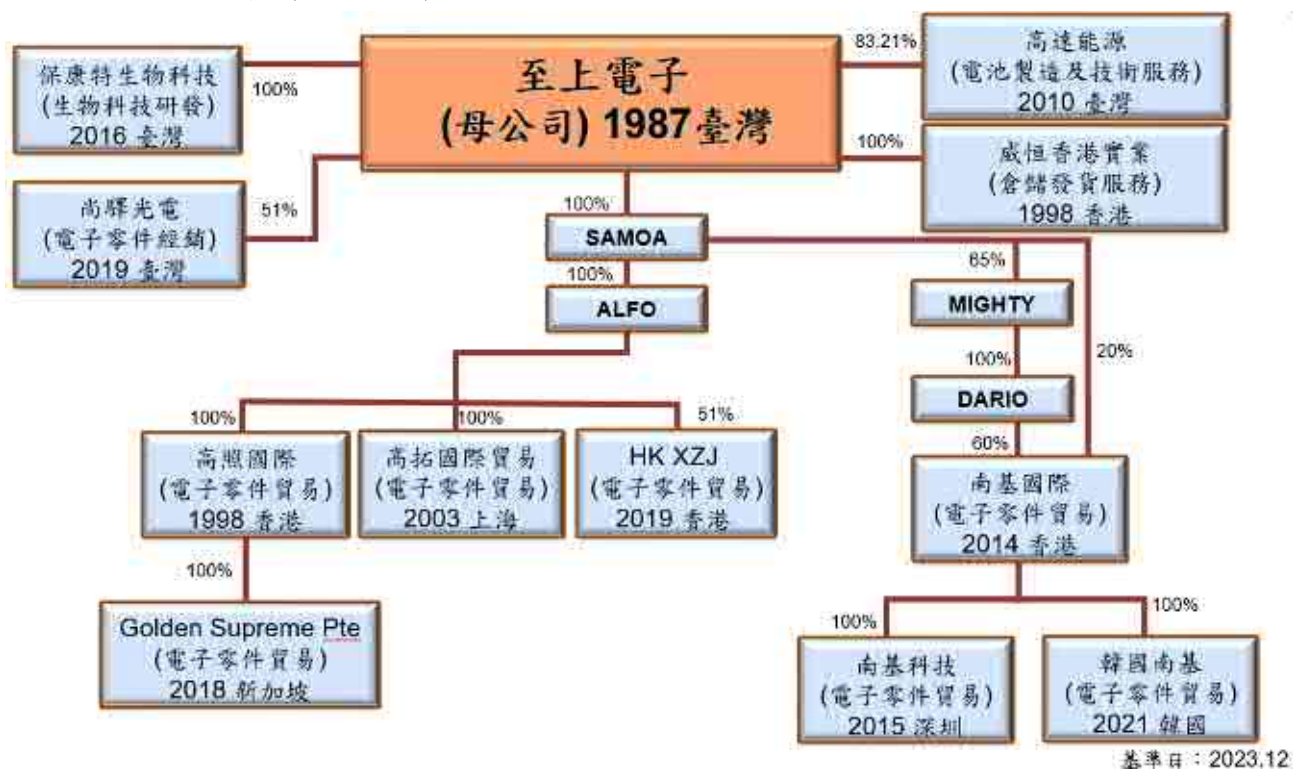 保康特生物科技
(生物科技研發)
2016 臺灣
100%
至上電子
(母公司) 1987臺灣
83.21%
高達能源
(電池製造及技術服務)
2010 臺灣
100%
威恒香港實業
(倉儲發貨服務)
1998 香港
尚驛光電
(電子零件經銷)
2019 臺灣
51%
100%
SAMOA
100%
ALFO
65%
MIGHTY
100%
20%
DARIO
60%
100%
高照國際
(電子零件貿易)
1998 香港
100%
高拓國際貿易
(電子零件貿易)
2003 上海
51%
HK XZJ
(電子零件貿易)
2019 香港
南基國際
(電子零件貿易)
2014 香港
100%
Golden Supreme Pte
(電子零件貿易)
2018 新加坡
100%
南基科技
(電子零件貿易)
2015 深圳
100%
韓國南基
(電子零件貿易)
2021 韓國
基準日：2023.12